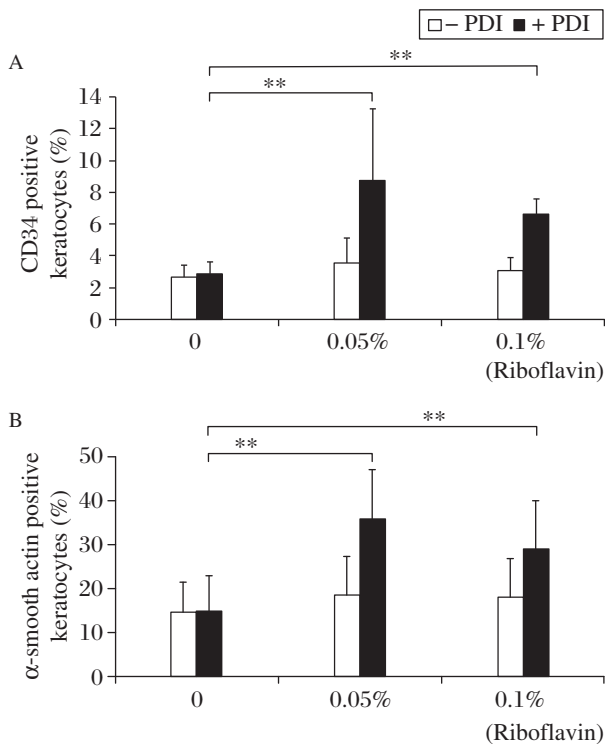 – PDI + PDI
A
**
**
CD34 positive
keratocytes (%)
14
12
10
8
6
4
2
0
0 0.05% 0.1%
(Riboflavin)
B
**
**
α-smooth actin positive
keratocytes (%)
50
40
30
20
10
0
0 0.05% 0.1%
(Riboflavin)